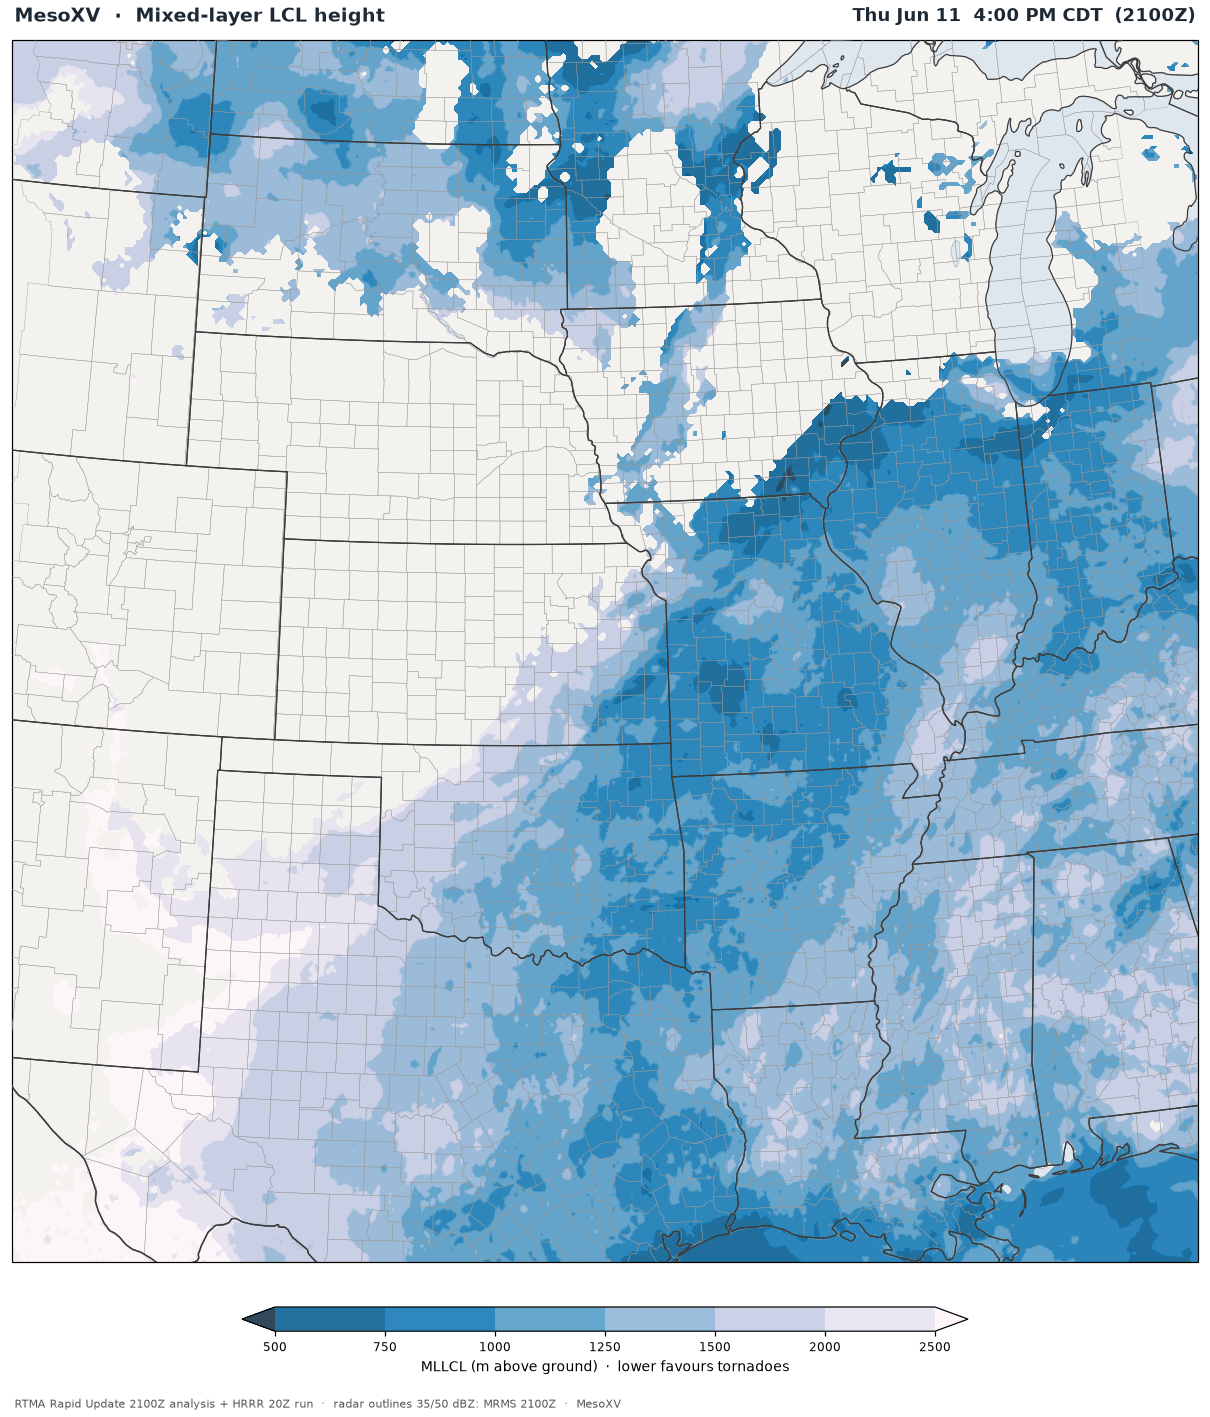 MesoXV · Mixed-layer LCL height
Thu Jun 11 4:00 PM CDT (2100Z)
500 750 1000 1250 1500 2000 2500
MLLCL (m above ground) · lower favours tornadoes
RTMA Rapid Update 2100Z analysis + HRRR 20Z run · radar outlines 35/50 dBZ: MRMS 2100Z · MesoXV